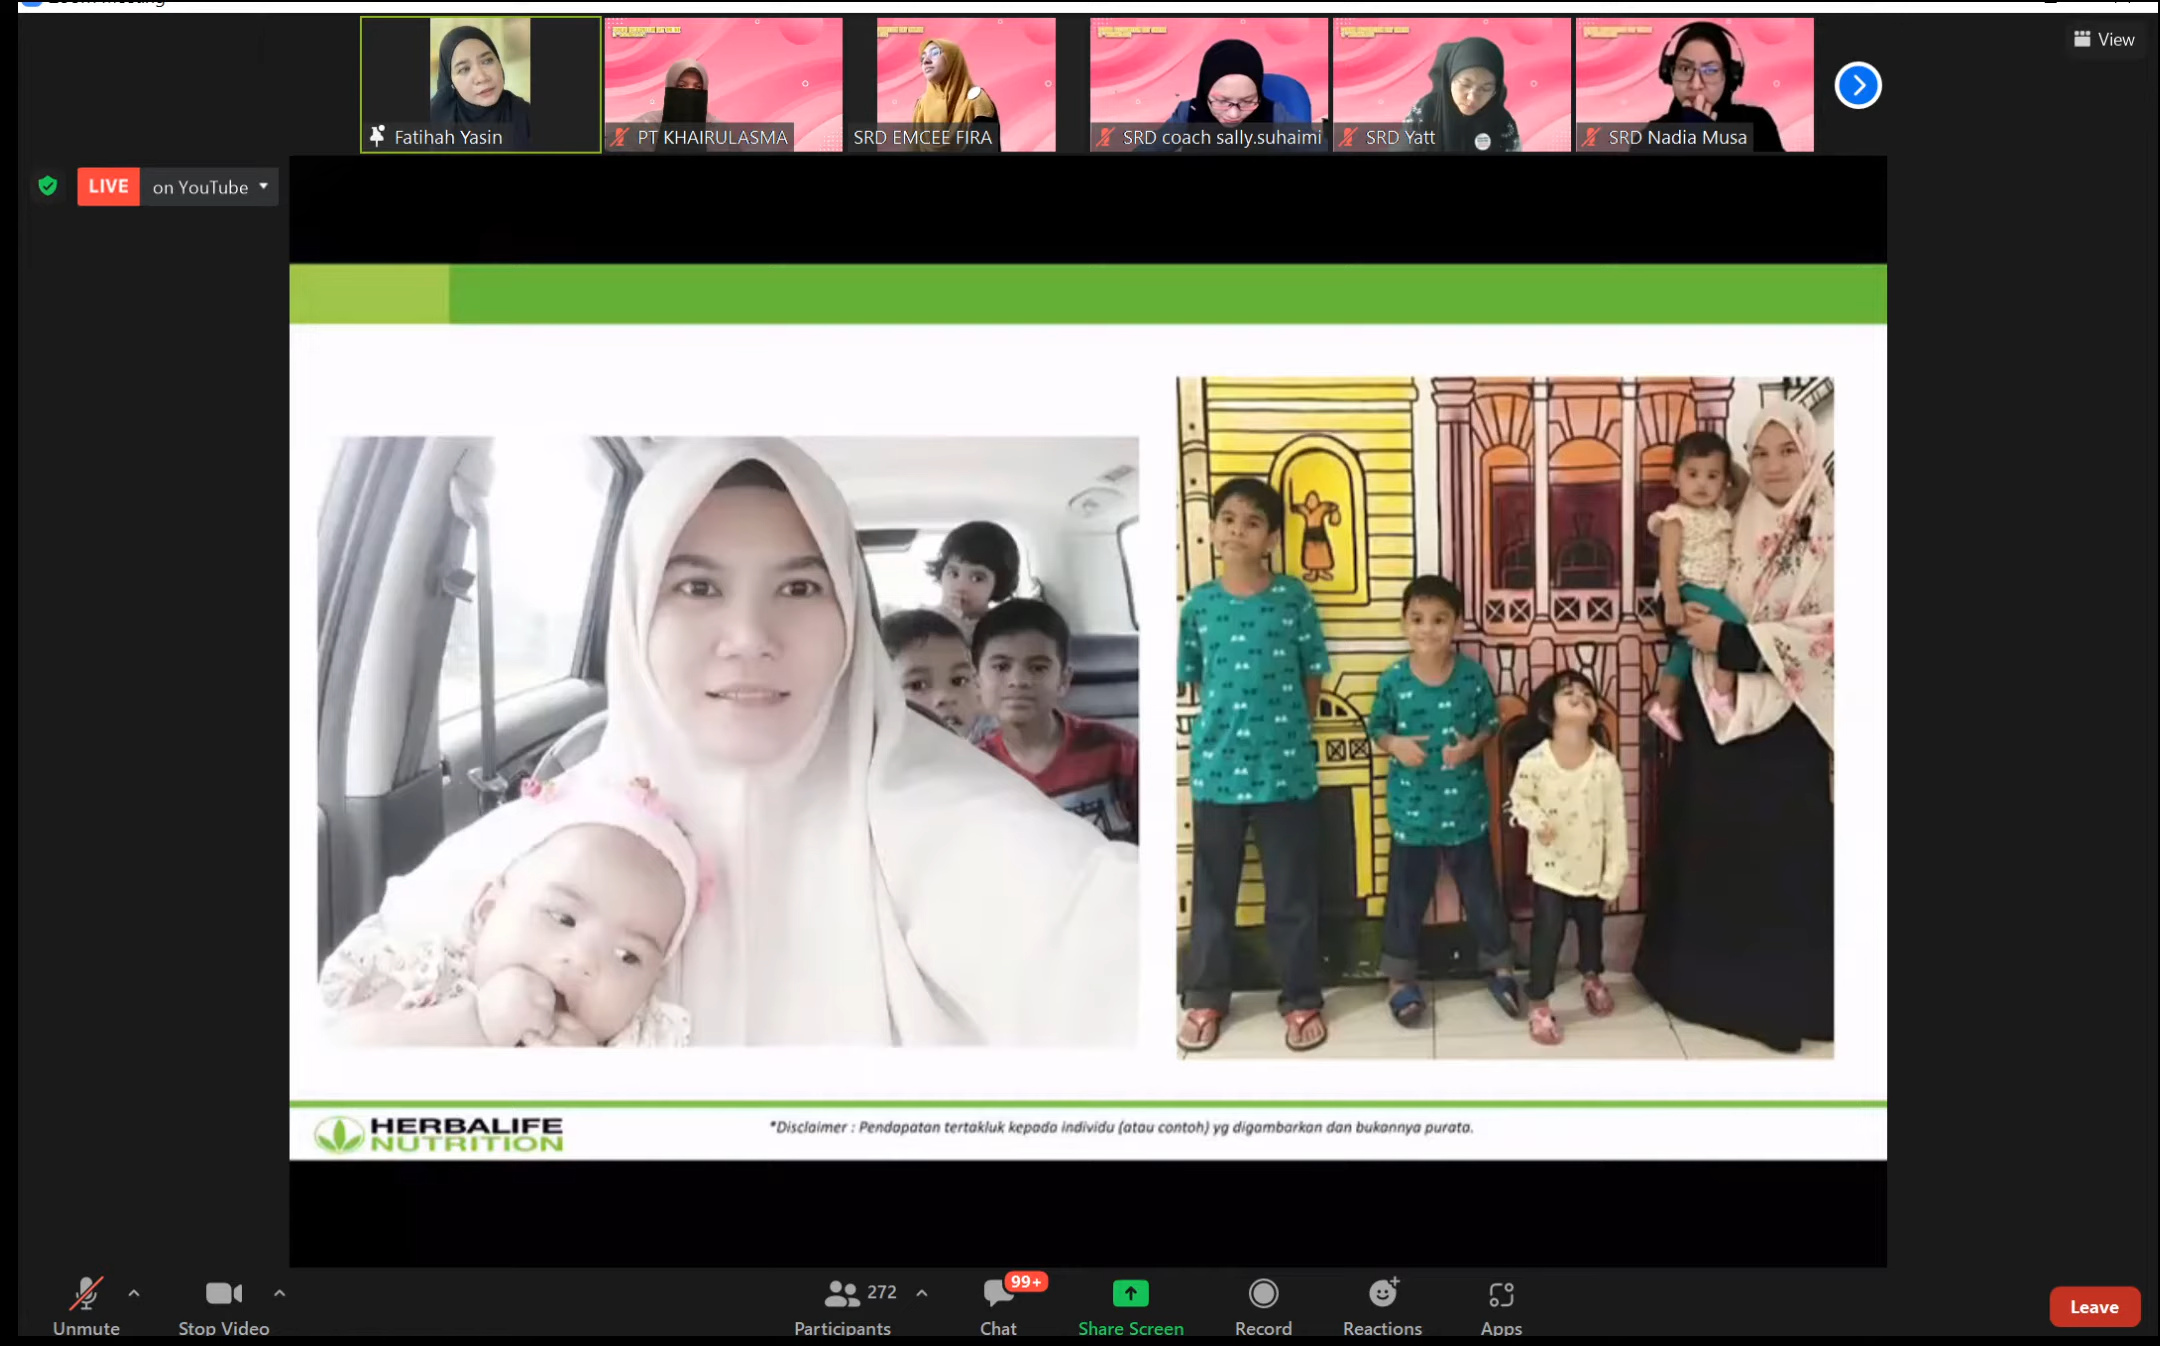 View
Fatihah Yasin
PT KHAIRULASMA
SRD EMCEE FIRA
SRD coach sally.suhaimi
SRD Yatt
SRD Nadia Musa
LIVE on YouTube
HERBALIFE
NUTRITION
*Disclaimer : Pendapatan tertakluk kepada individu (atau contoh) yg digambarkan dan bukannya purata.
272
99+
Unmute
Stop Video
Participants
Chat
Share Screen
Record
Reactions
Apps
Leave